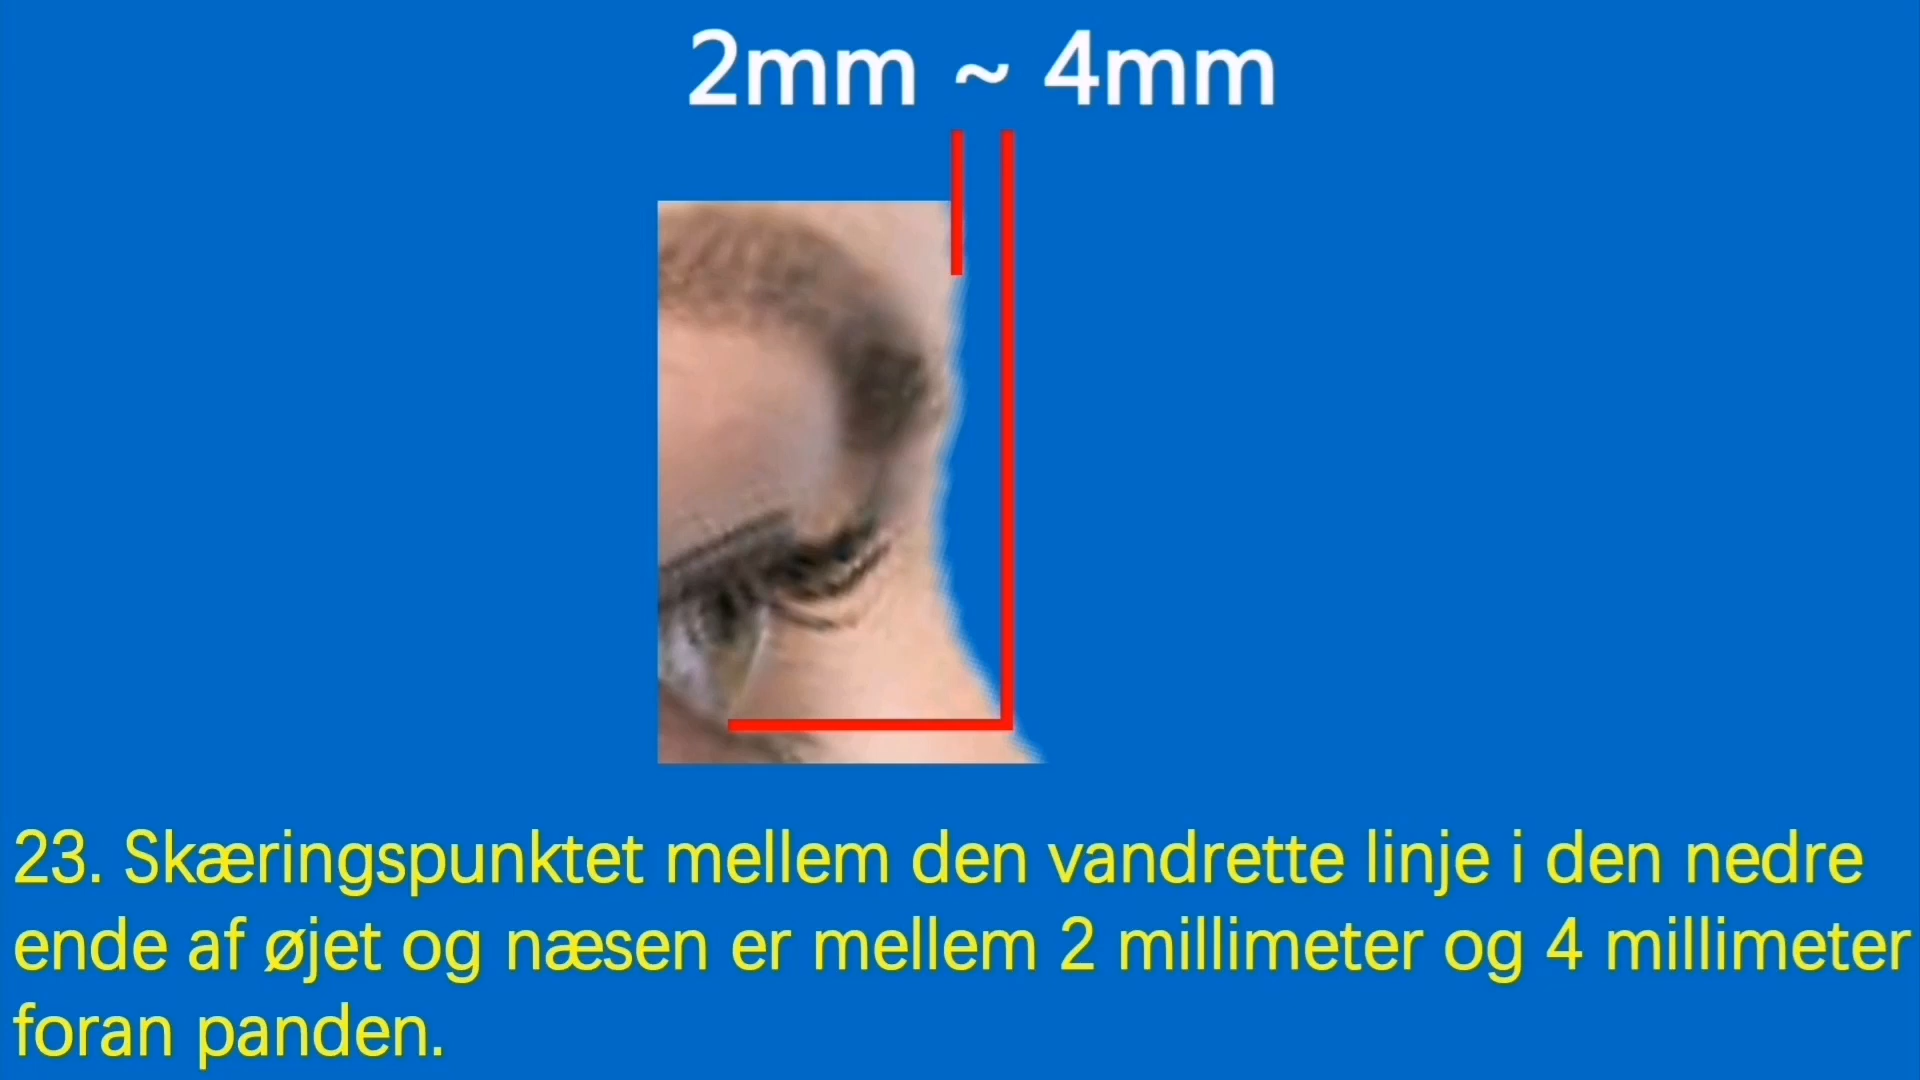 2mm ~ 4mm
23. Skæringspunktet mellem den vandrette linje i den nedre
ende af øjet og næsen er mellem 2 millimeter og 4 millimeter
foran panden.